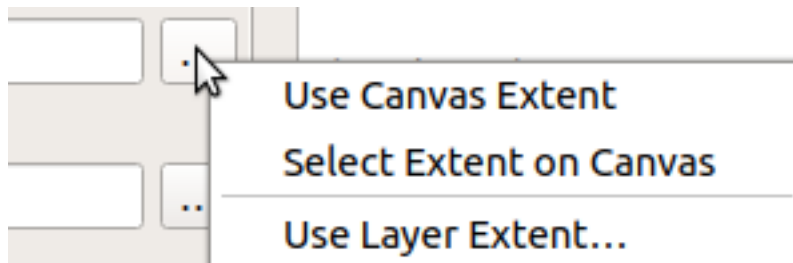 Use Canvas Extent
Select Extent on Canvas
Use Layer Extent…